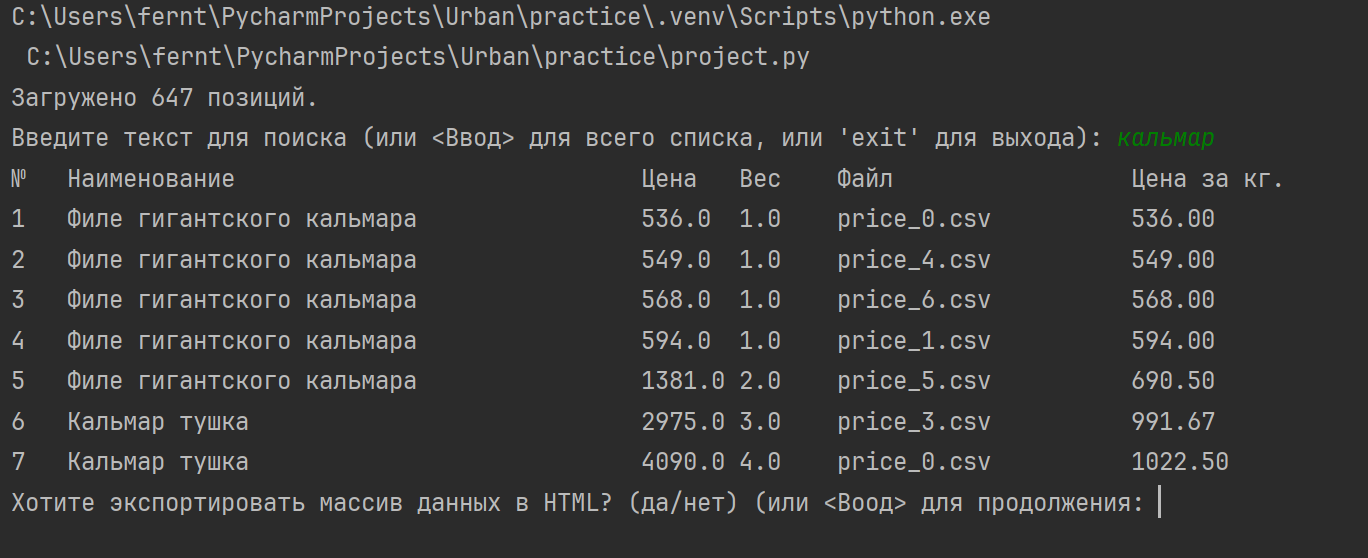 C:\Users\fernt\PycharmProjects\Urban\practice\.venv\Scripts\python.exe
C:\Users\fernt\PycharmProjects\Urban\practice\project.py
Загружено 647 позиций.
Введите текст для поиска (или <Ввод> для всего списка, или 'exit' для выхода): кальмар
№ Наименование Цена Вес Файл Цена за кг.
1 Филе гигантского кальмара 536.0 1.0 price_0.csv 536.00
2 Филе гигантского кальмара 549.0 1.0 price_4.csv 549.00
3 Филе гигантского кальмара 568.0 1.0 price_6.csv 568.00
4 Филе гигантского кальмара 594.0 1.0 price_1.csv 594.00
5 Филе гигантского кальмара 1381.0 2.0 price_5.csv 690.50
6 Кальмар тушка 2975.0 3.0 price_3.csv 991.67
7 Кальмар тушка 4090.0 4.0 price_0.csv 1022.50
Хотите экспортировать массив данных в HTML? (да/нет) (или <Воод> для продолжения: